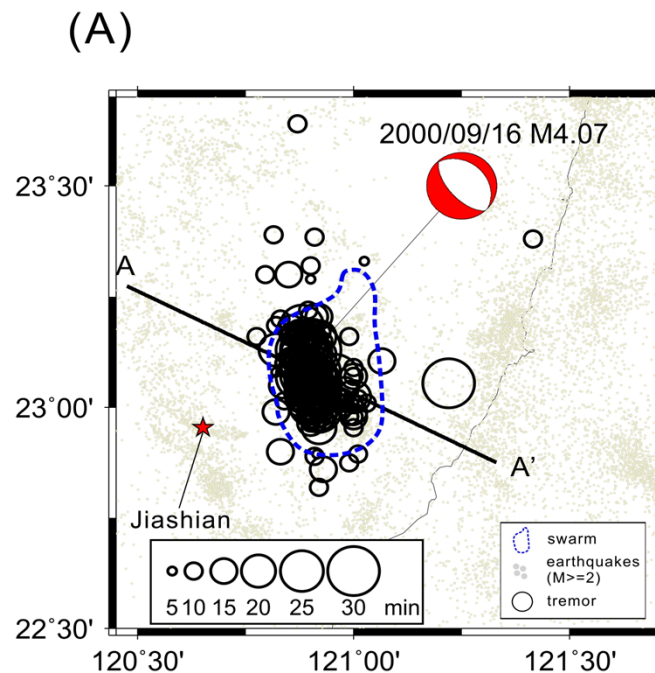 (A)
2000/09/16 M4.07
23°30'
A
23°00'
A'
Jiashian
swarm
earthquakes
(M>=2)
tremor
5 10 15 20 25 30 min
22°30'
120°30' 121°00' 121°30'